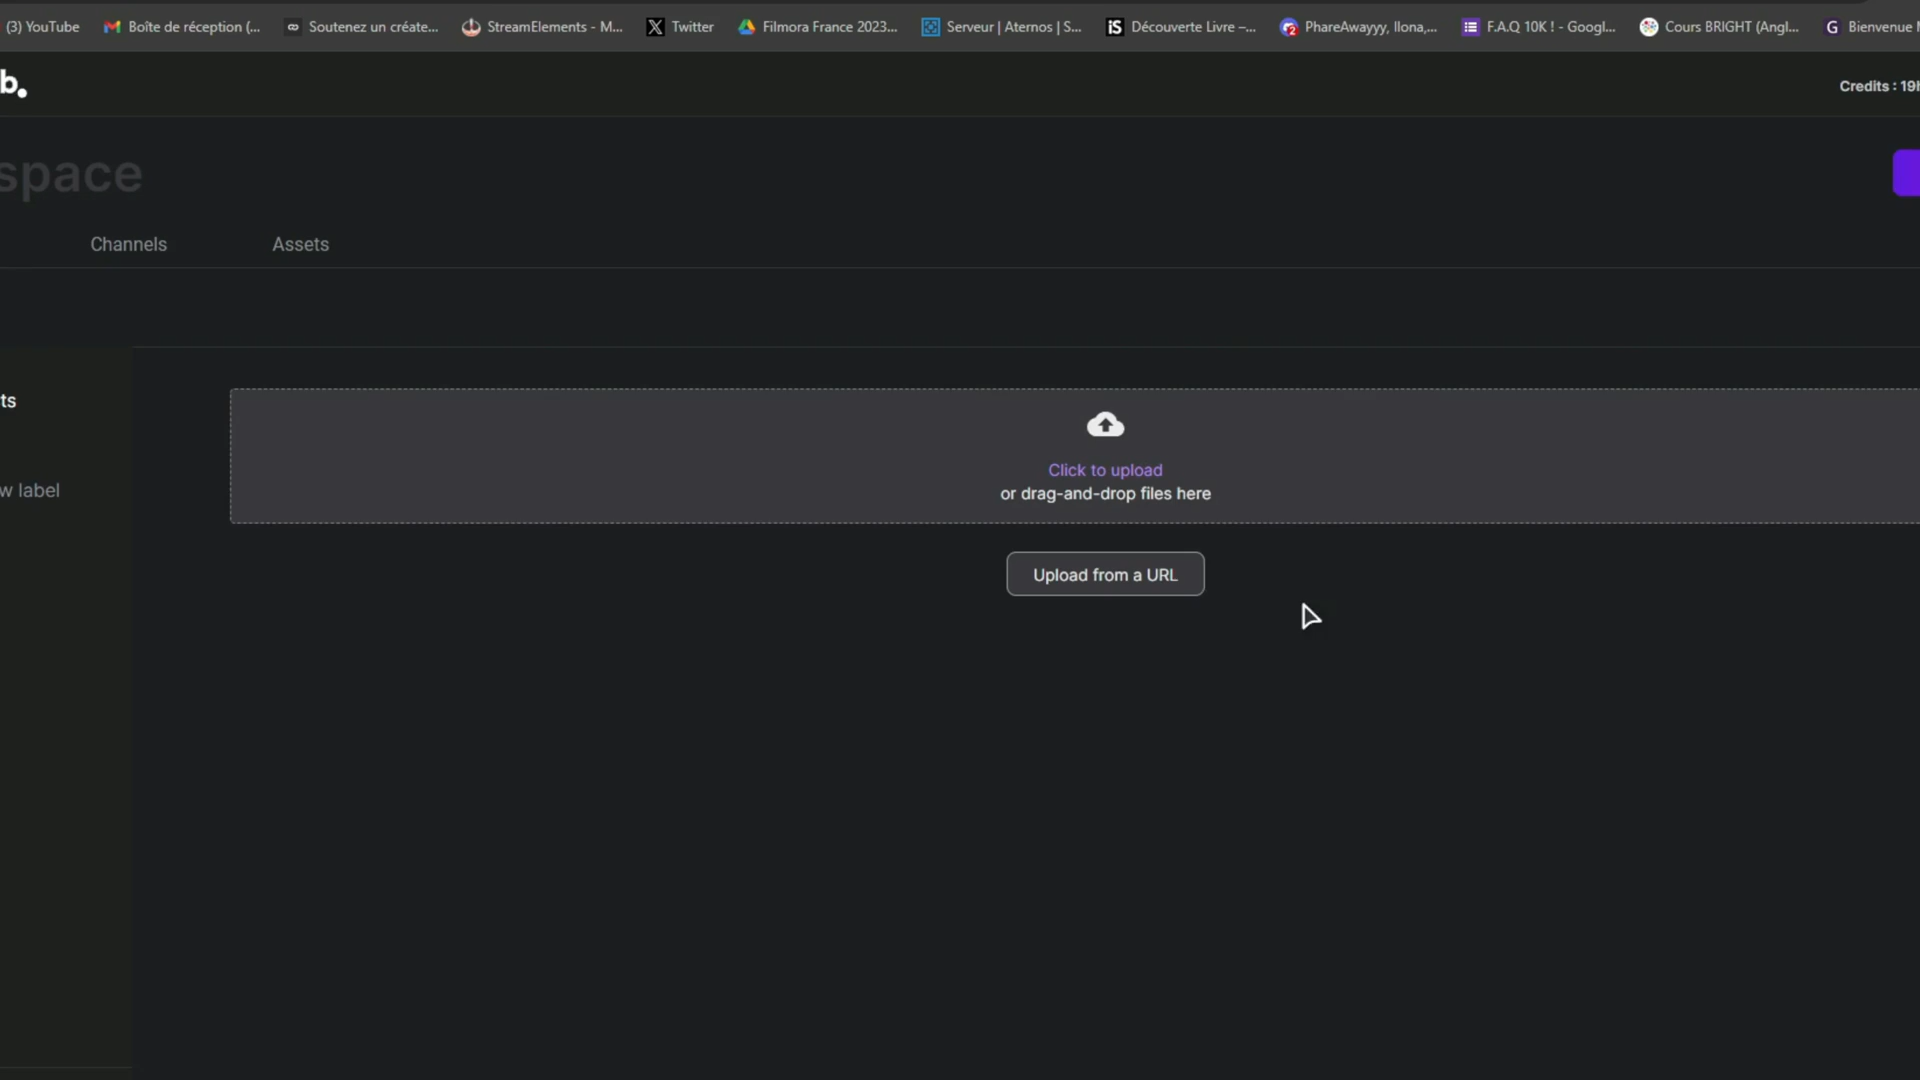 (3) YouTube
Boîte de réception (...
Soutenez un créate...
StreamElements - M...
Twitter
Filmora France 2023...
Serveur | Aternos | S...
iS Découverte Livre –...
PhareAwayyy, Ilona,...
F.A.Q 10K ! - Googl...
Cours BRIGHT (Angl...
G Bienvenue
b.
Credits : 19h
space
Channels
Assets
ts
Click to upload
or drag-and-drop files here
w label
Upload from a URL